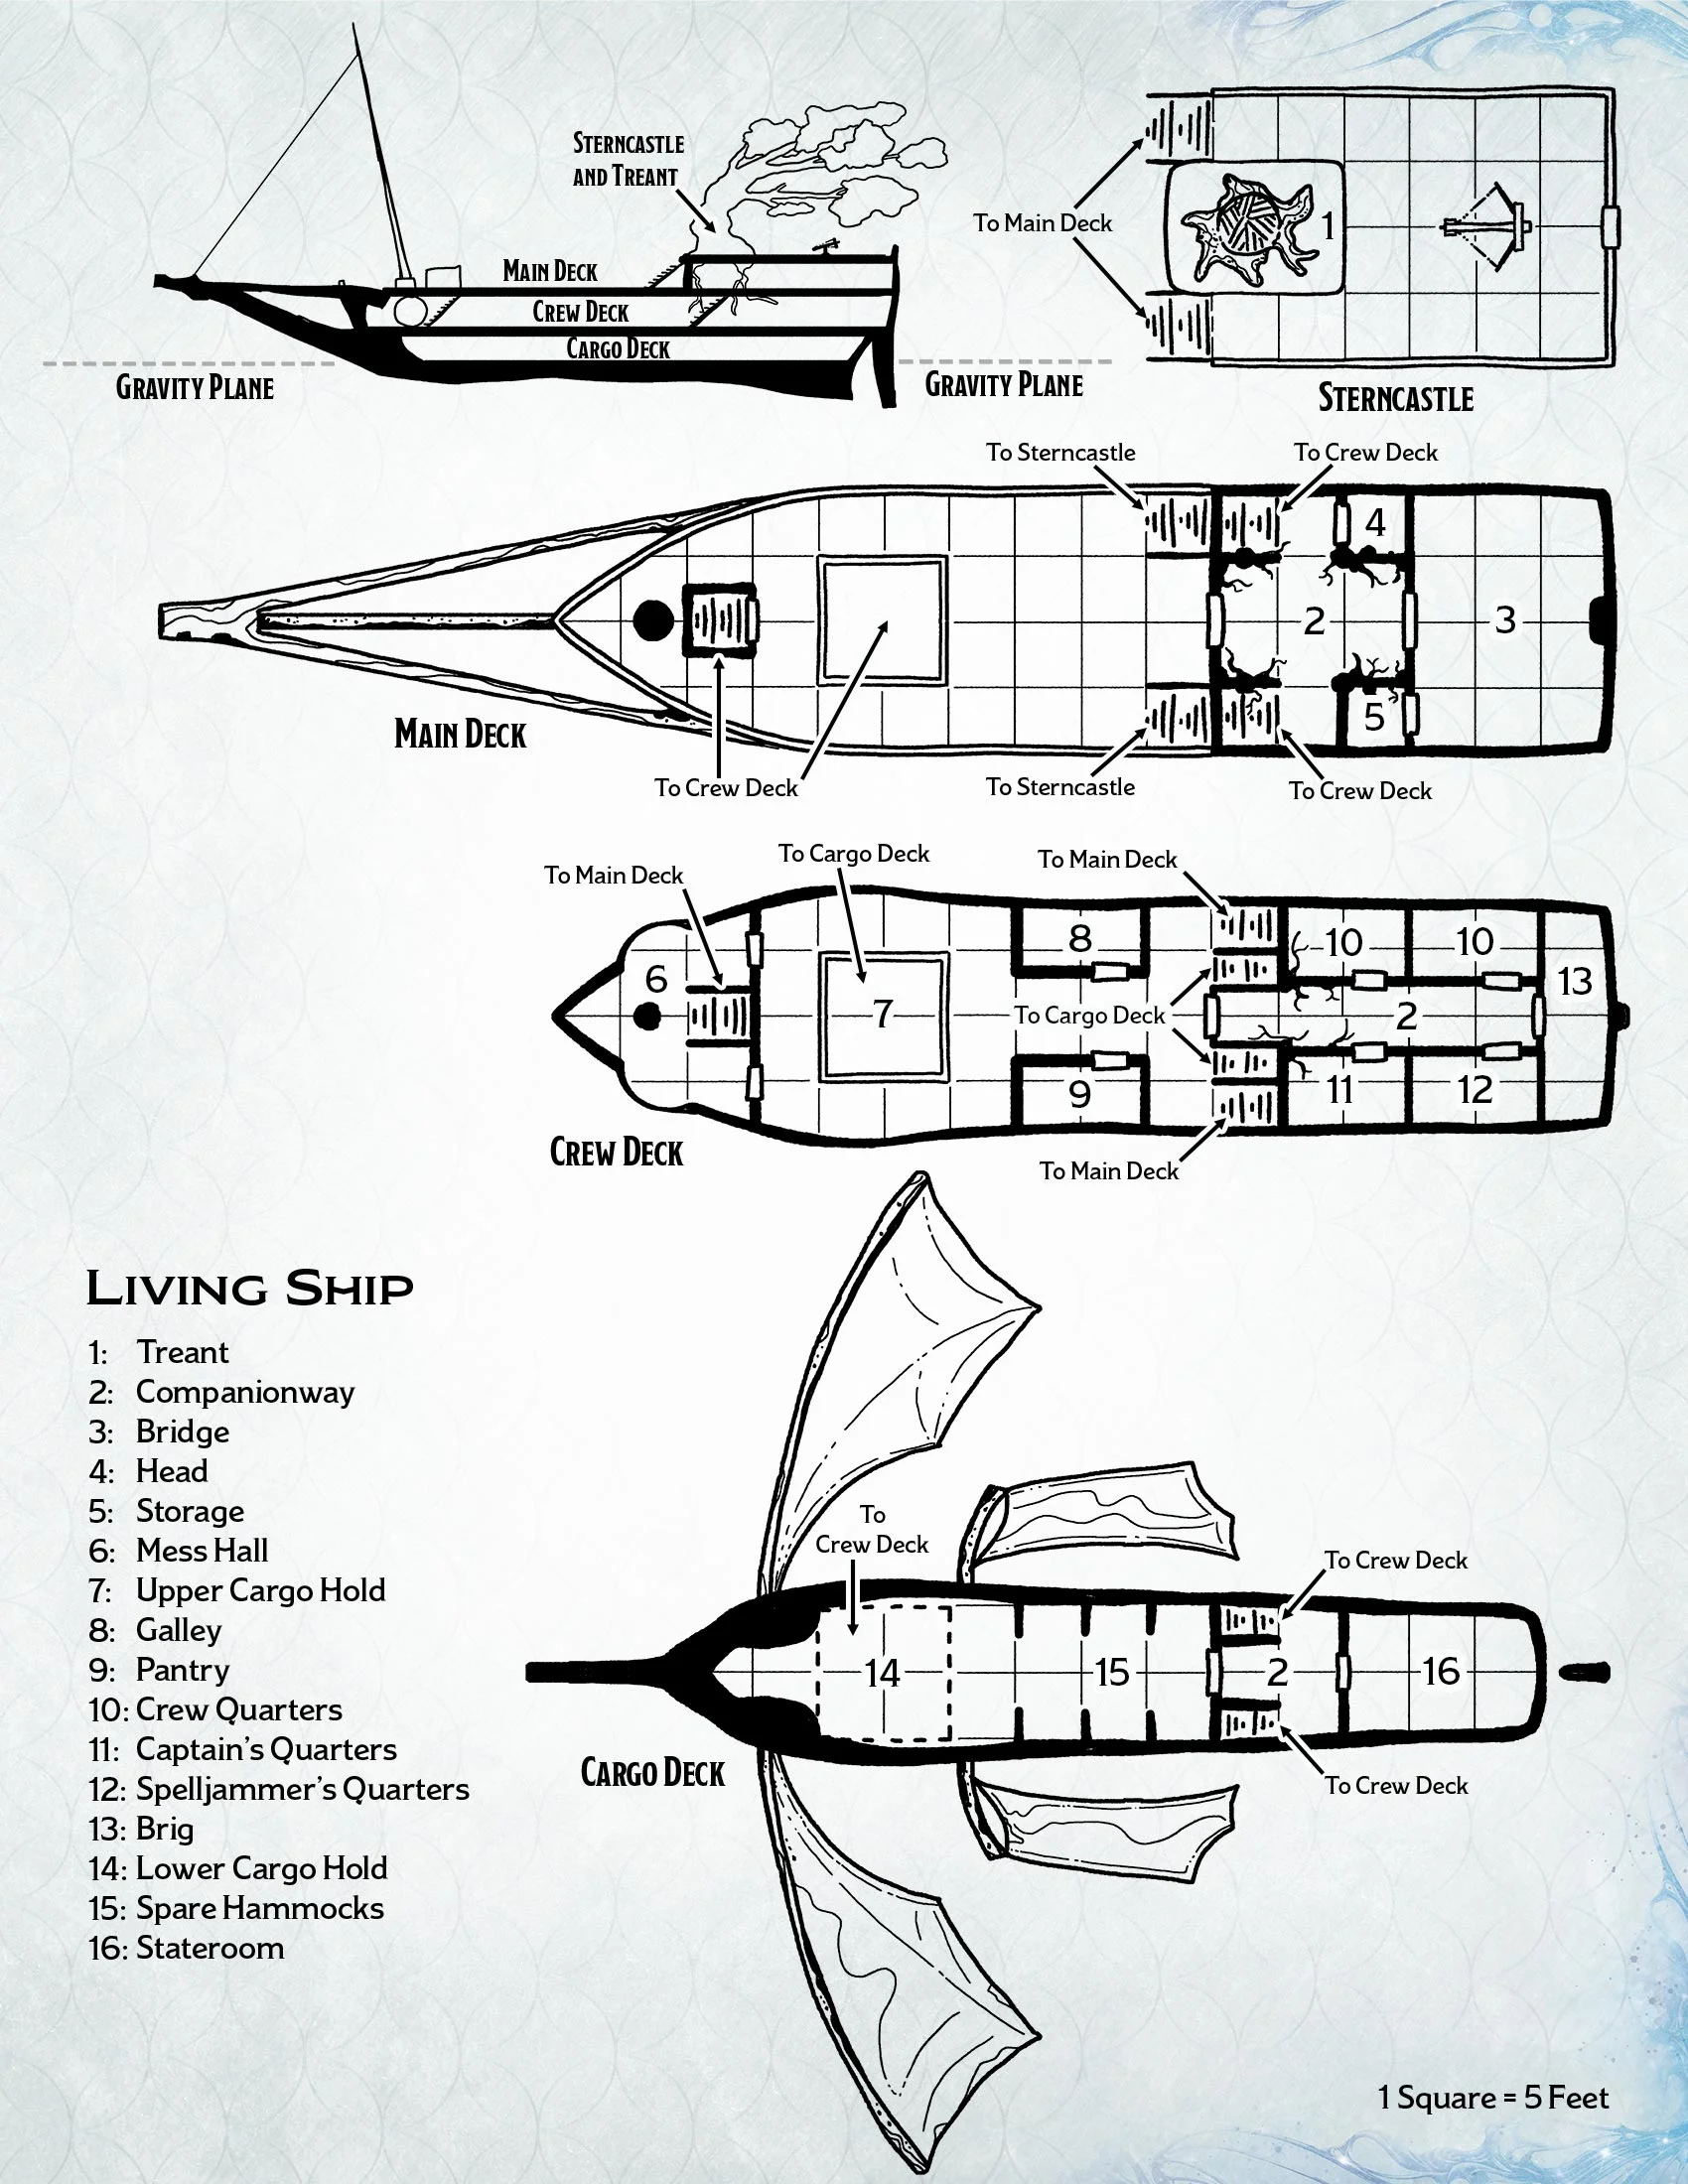 Sterncastle
and Treant
Main Deck
Crew Deck
Cargo Deck
Gravity Plane
Gravity Plane
To Main Deck
1
Sterncastle
To Sterncastle
To Crew Deck
4
2
3
5
Main Deck
To Crew Deck
To Sterncastle
To Crew Deck
To Main Deck
To Cargo Deck
To Main Deck
6
7
8
10
10
13
To Cargo Deck
2
9
11
12
Crew Deck
To Main Deck
Living Ship
1: Treant
2: Companionway
3: Bridge
4: Head
5: Storage
6: Mess Hall
7: Upper Cargo Hold
8: Galley
9: Pantry
10: Crew Quarters
11: Captain's Quarters
12: Spelljammer's Quarters
13: Brig
14: Lower Cargo Hold
15: Spare Hammocks
16: Stateroom
To
Crew Deck
To Crew Deck
14
15
2
16
Cargo Deck
To Crew Deck
1 Square = 5 Feet